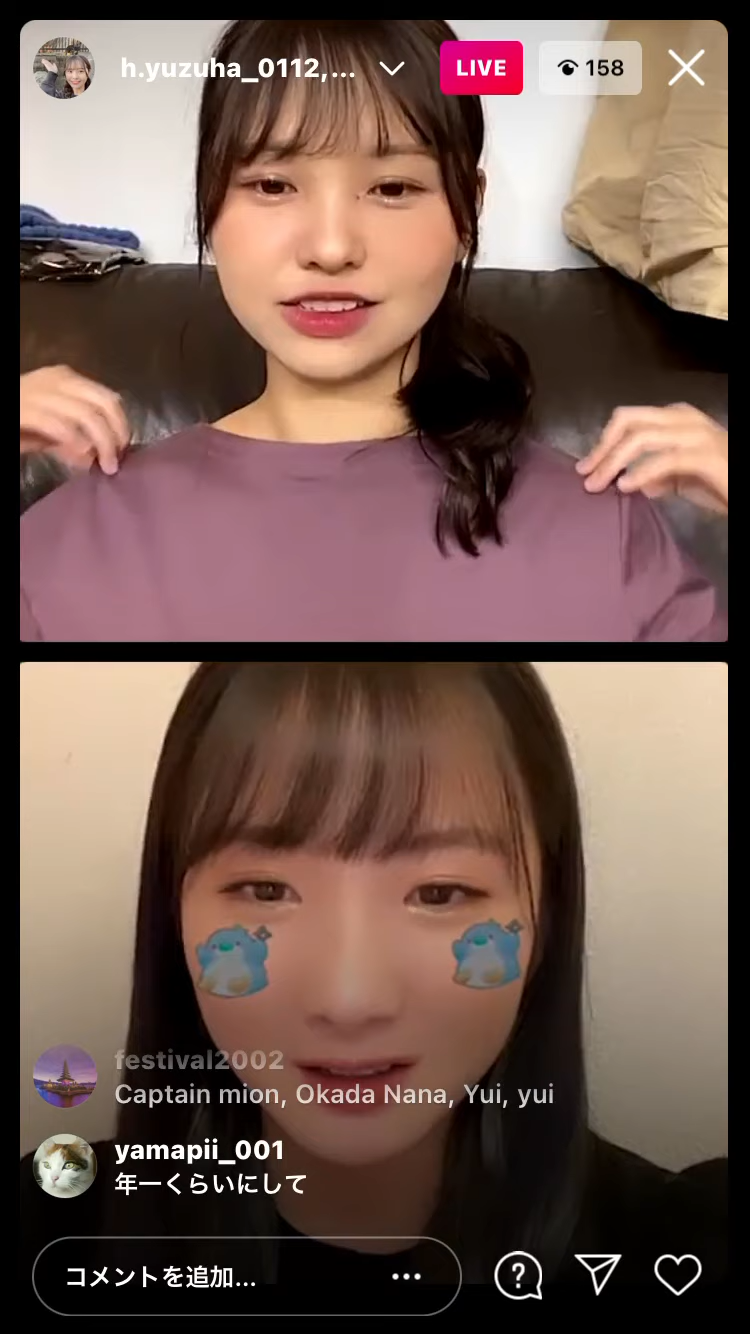 h.yuzuha_0112,...
LIVE
158
festival2002
Captain mion, Okada Nana, Yui, yui
yamapii_001
年一くらいにして
コメントを追加...